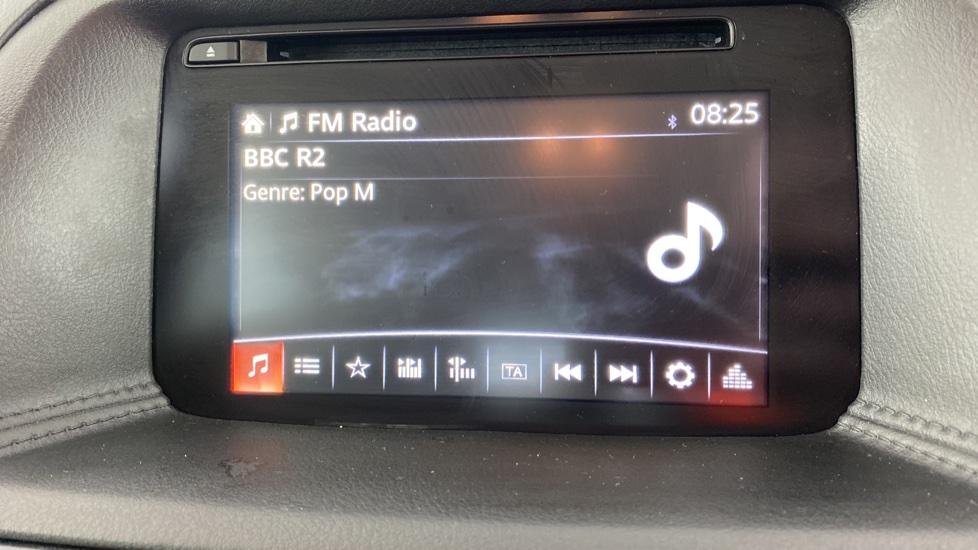 FM Radio 08:25
BBC R2
Genre: Pop M
TA